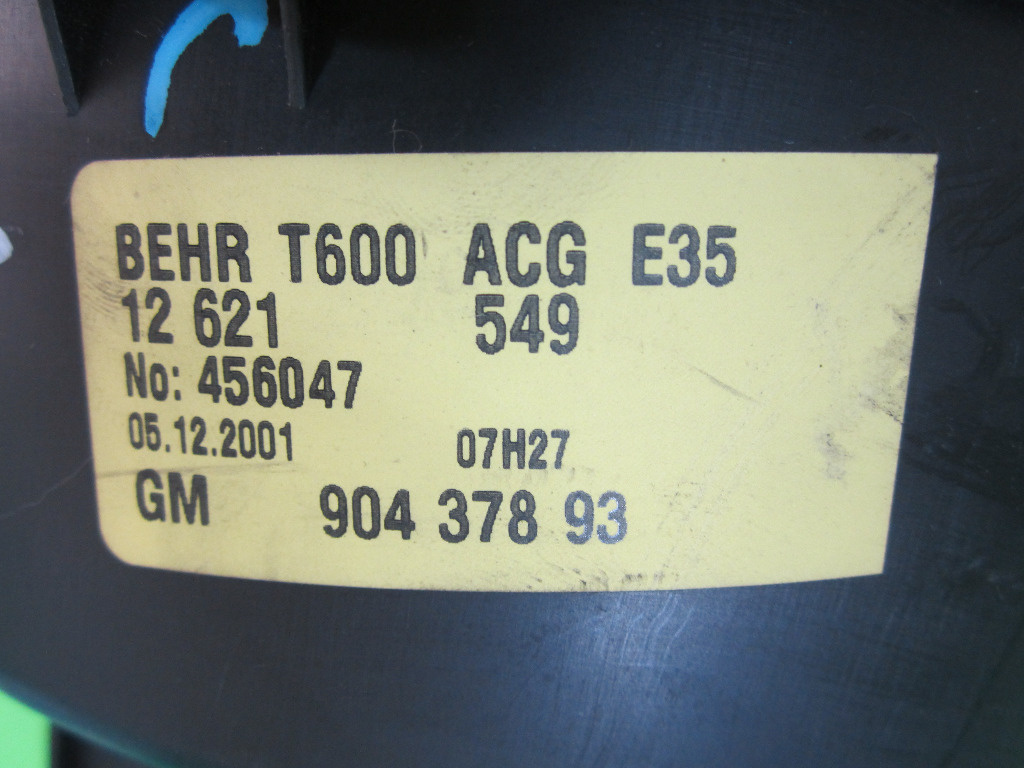 BEHR T600 ACG E35
12 621 549
No: 456047
05.12.2001 07H27
GM 904 378 93